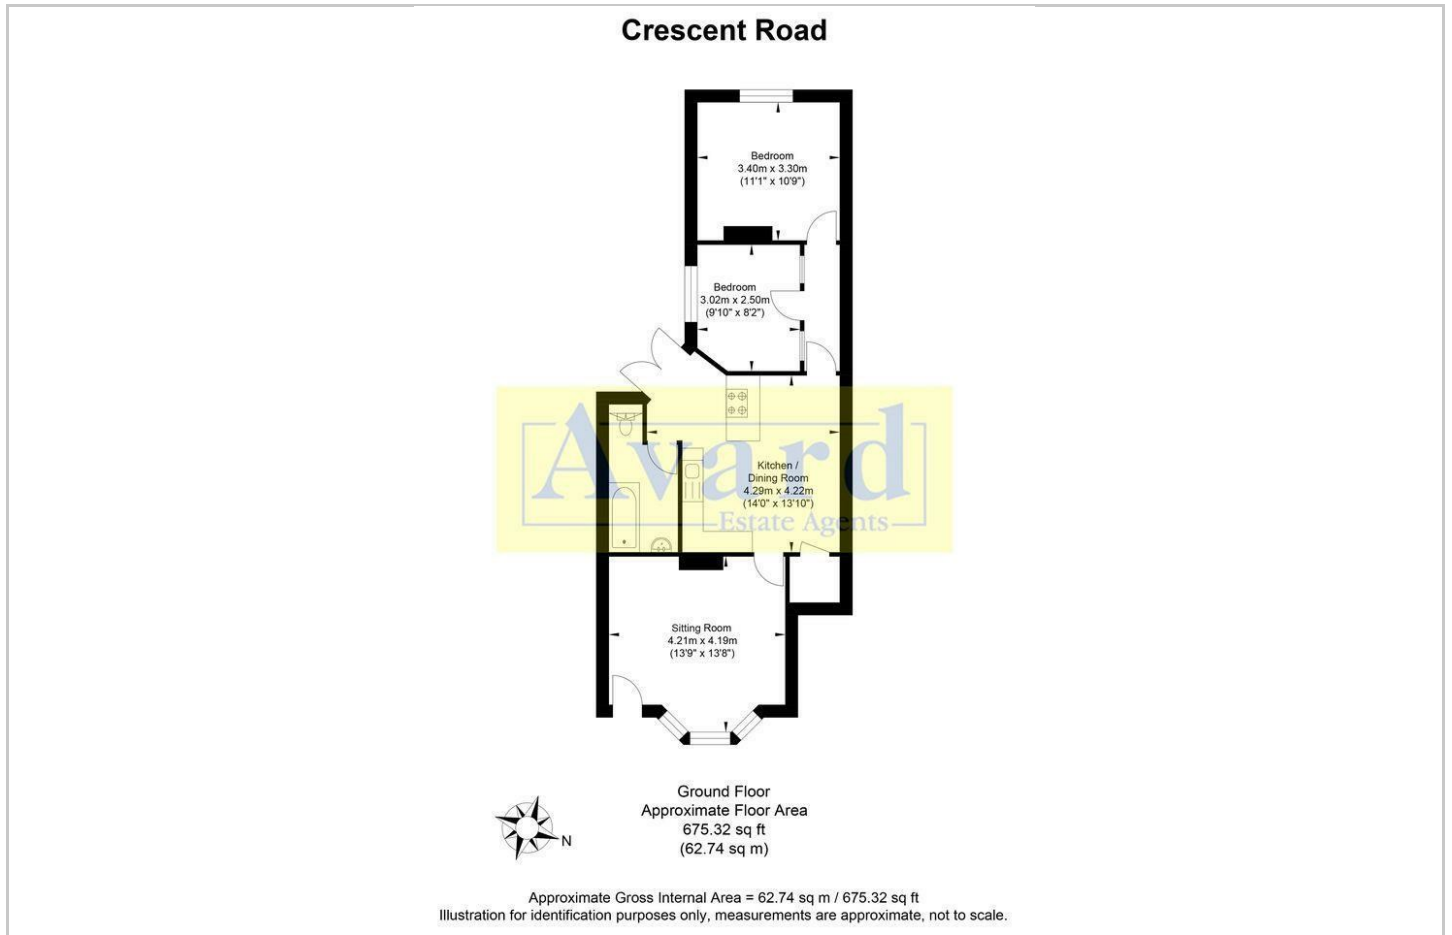 Crescent Road
Bedroom
3.40m x 3.30m
(11'1" x 10'9")
Bedroom
3.02m x 2.50m
(9'10" x 8'2")
Avard
Estate Agents
Kitchen /
Dining Room
4.29m x 4.22m
(14'0" x 13'10")
Sitting Room
4.21m x 4.19m
(13'9" x 13'8")
N
Ground Floor
Approximate Floor Area
675.32 sq ft
(62.74 sq m)
Approximate Gross Internal Area = 62.74 sq m / 675.32 sq ft
Illustration for identification purposes only, measurements are approximate, not to scale.